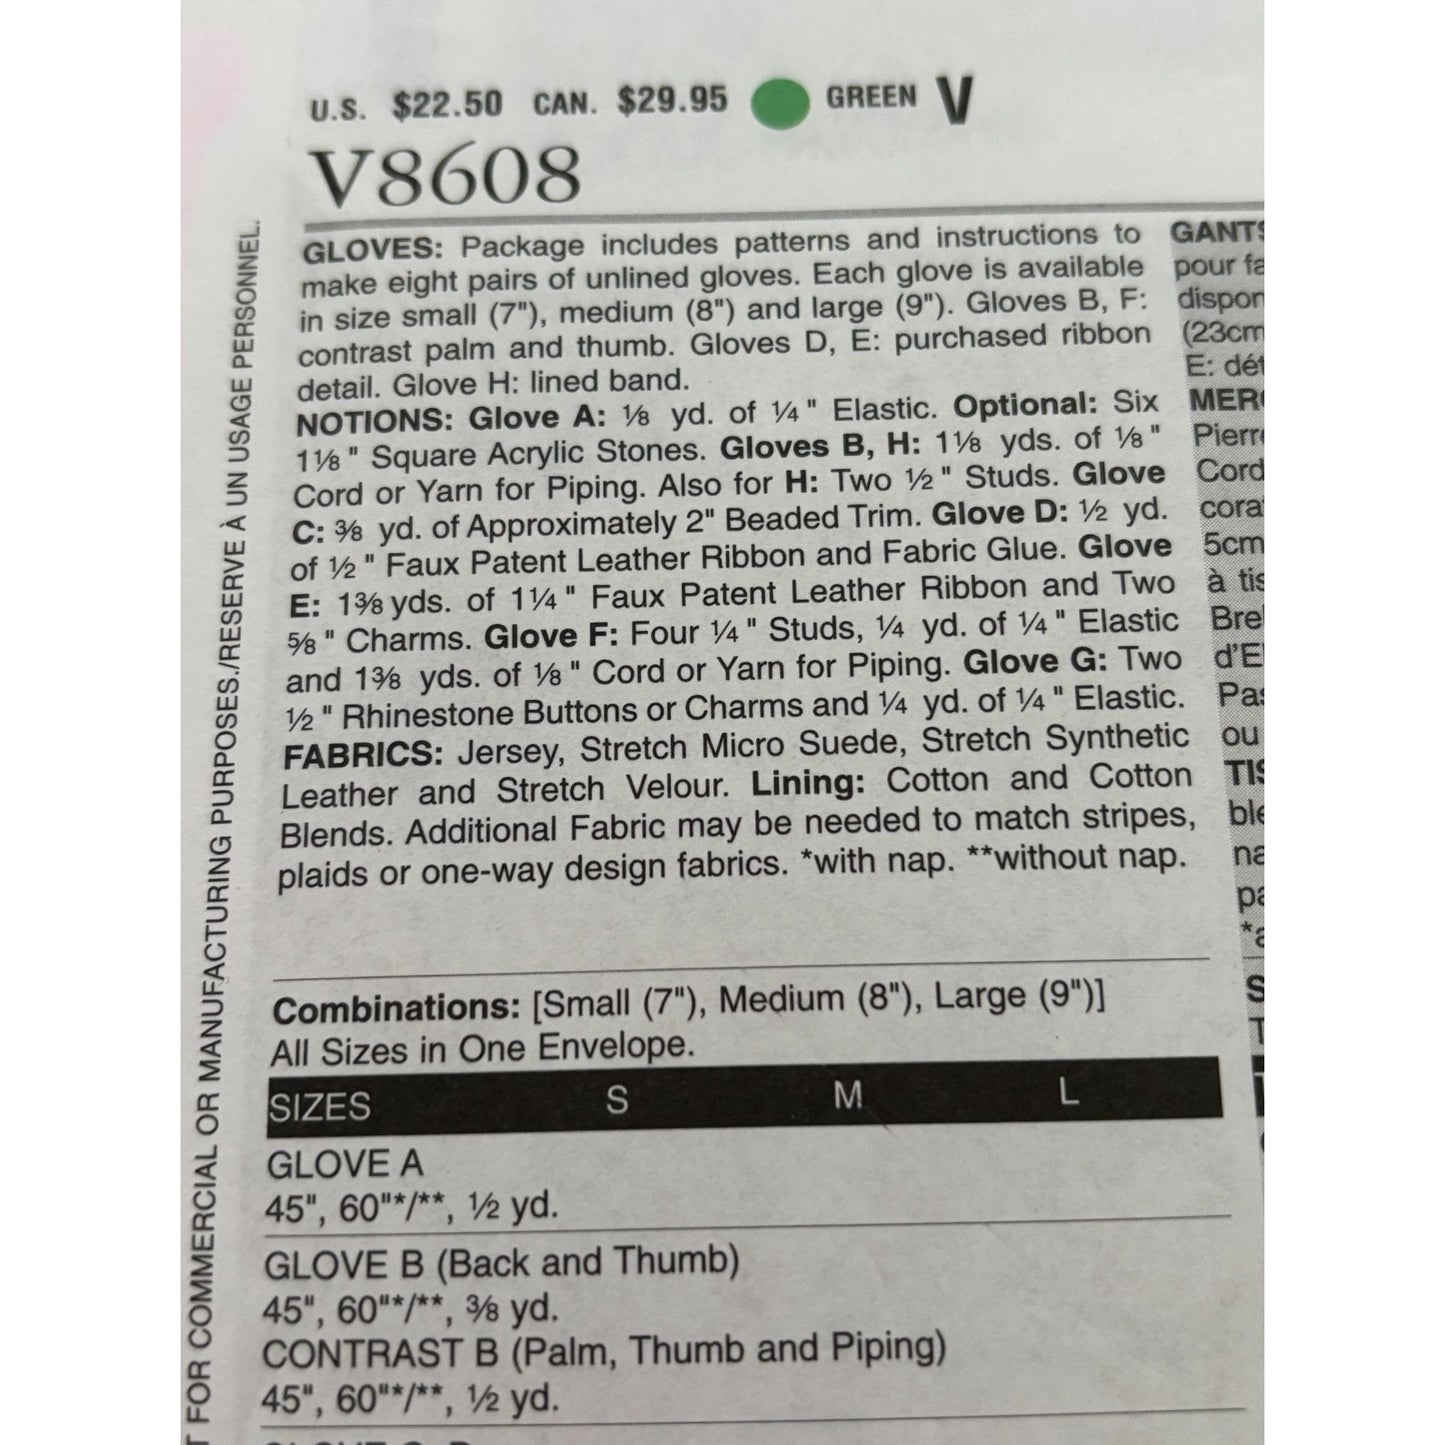 U.S. $22.50 CAN. $29.95 GREEN V
V8608
GLOVES: Package includes patterns and instructions to
make eight pairs of unlined gloves. Each glove is available
in size small (7"), medium (8") and large (9"). Gloves B, F:
contrast palm and thumb. Gloves D, E: purchased ribbon
detail. Glove H: lined band.
NOTIONS: Glove A: ⅛ yd. of ¼" Elastic. Optional: Six
1⅛" Square Acrylic Stones. Gloves B, H: 1⅛ yds. of ⅛"
Cord or Yarn for Piping. Also for H: Two ½" Studs. Glove
C: ⅜ yd. of Approximately 2" Beaded Trim. Glove D: ½ yd.
of ½" Faux Patent Leather Ribbon and Fabric Glue. Glove
E: 1⅜ yds. of 1¼" Faux Patent Leather Ribbon and Two
⅝" Charms. Glove F: Four ¼" Studs, ¼ yd. of ¼" Elastic
and 1⅜ yds. of ⅛" Cord or Yarn for Piping. Glove G: Two
½" Rhinestone Buttons or Charms and ¼ yd. of ¼" Elastic.
FABRICS: Jersey, Stretch Micro Suede, Stretch Synthetic
Leather and Stretch Velour. Lining: Cotton and Cotton
Blends. Additional Fabric may be needed to match stripes,
plaids or one-way design fabrics. *with nap. **without nap.
Combinations: [Small (7"), Medium (8"), Large (9")]
All Sizes in One Envelope.
SIZES S M L
GLOVE A
45", 60"*/**, ½ yd.
GLOVE B (Back and Thumb)
45", 60"*/**, ⅜ yd.
CONTRAST B (Palm, Thumb and Piping)
45", 60"*/**, ½ yd.
FOR COMMERCIAL OR MANUFACTURING PURPOSES./RESERVE À UN USAGE PERSONNEL.
GANTS
pour fa
dispon
(23cm
E: dét
MERC
Pierre
Cord
cora
5cm
à tis
Bre
d'E
Pas
ou
TIS
ble
na
pa
*a